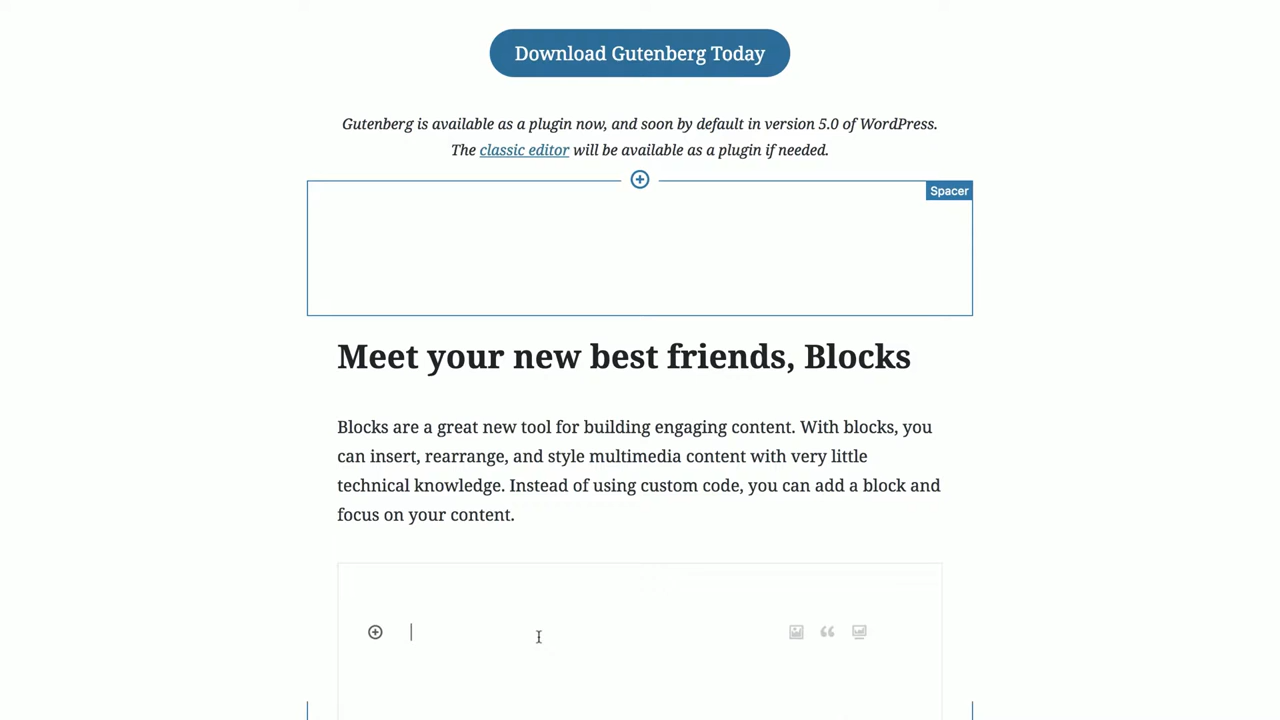 Download Gutenberg Today
Gutenberg is available as a plugin now, and soon by default in version 5.0 of WordPress.
The classic editor will be available as a plugin if needed.
Spacer
Meet your new best friends, Blocks
Blocks are a great new tool for building engaging content. With blocks, you
can insert, rearrange, and style multimedia content with very little
technical knowledge. Instead of using custom code, you can add a block and
focus on your content.